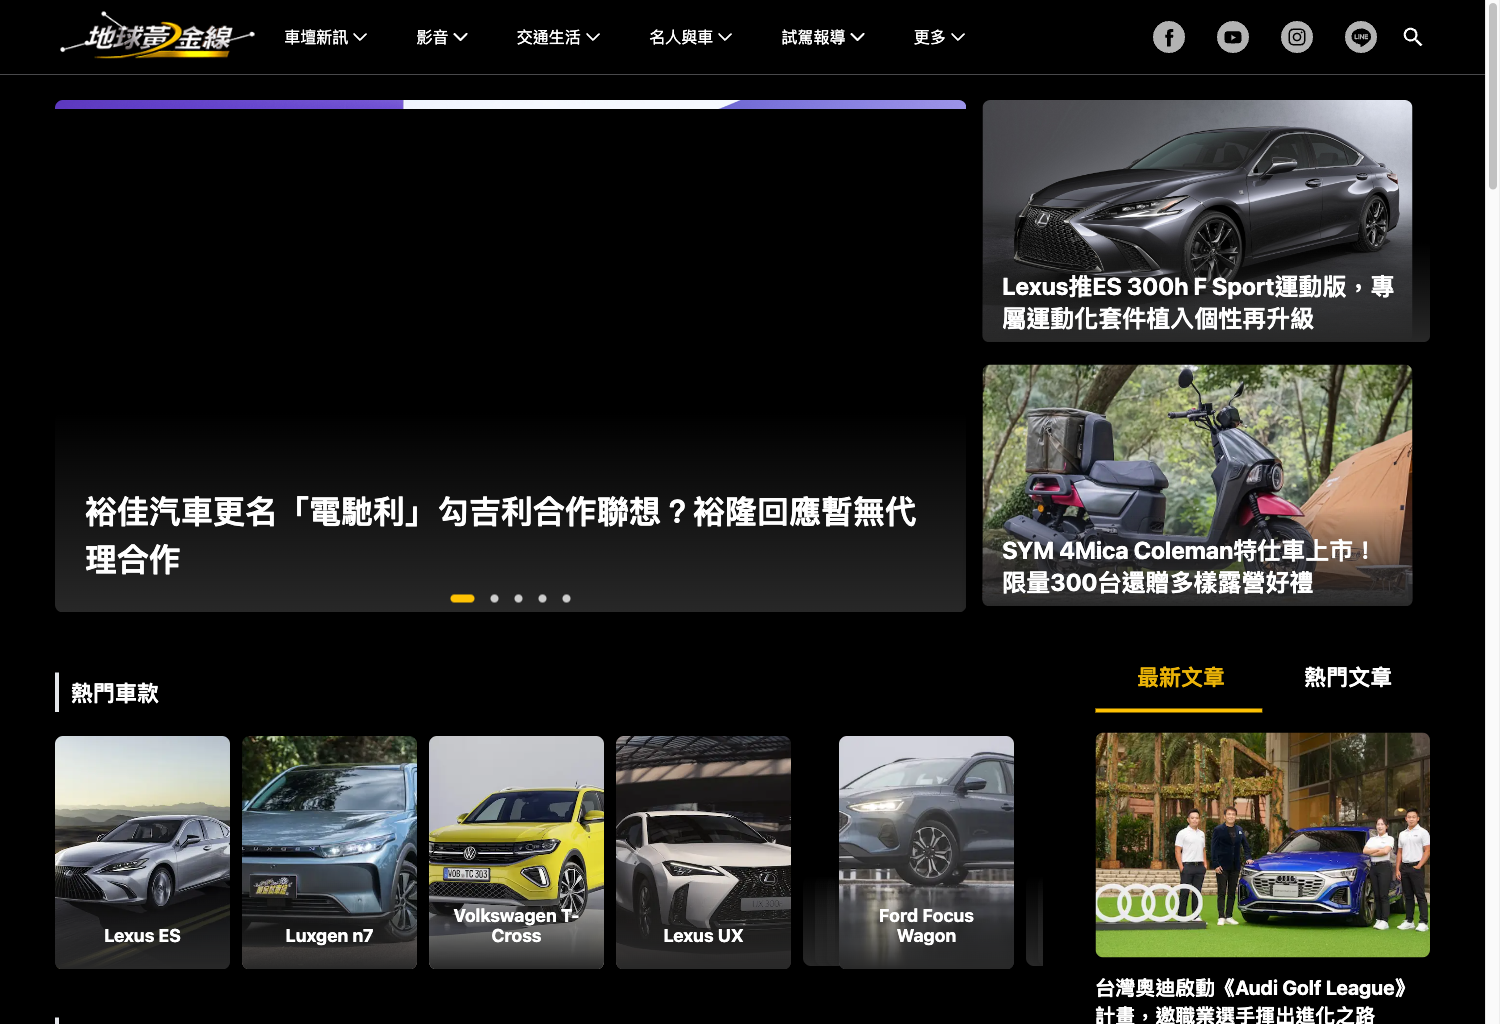 地球黃金線
車壇新訊
影音
交通生活
名人與車
試駕報導
更多
LINE
Lexus推ES 300h F Sport運動版，專
屬運動化套件植入個性再升級
裕佳汽車更名「電馳利」勾吉利合作聯想？裕隆回應暫無代
理合作
SYM 4Mica Coleman特仕車上市！
限量300台還贈多樣露營好禮
熱門車款
最新文章
熱門文章
Lexus ES
LUXGEN
Luxgen n7
WOB TC 303
Volkswagen T-
Cross
UX 300
Lexus UX
Ford Focus
Wagon
台灣奧迪啟動《Audi Golf League》
計畫，邀職業選手揮出進化之路